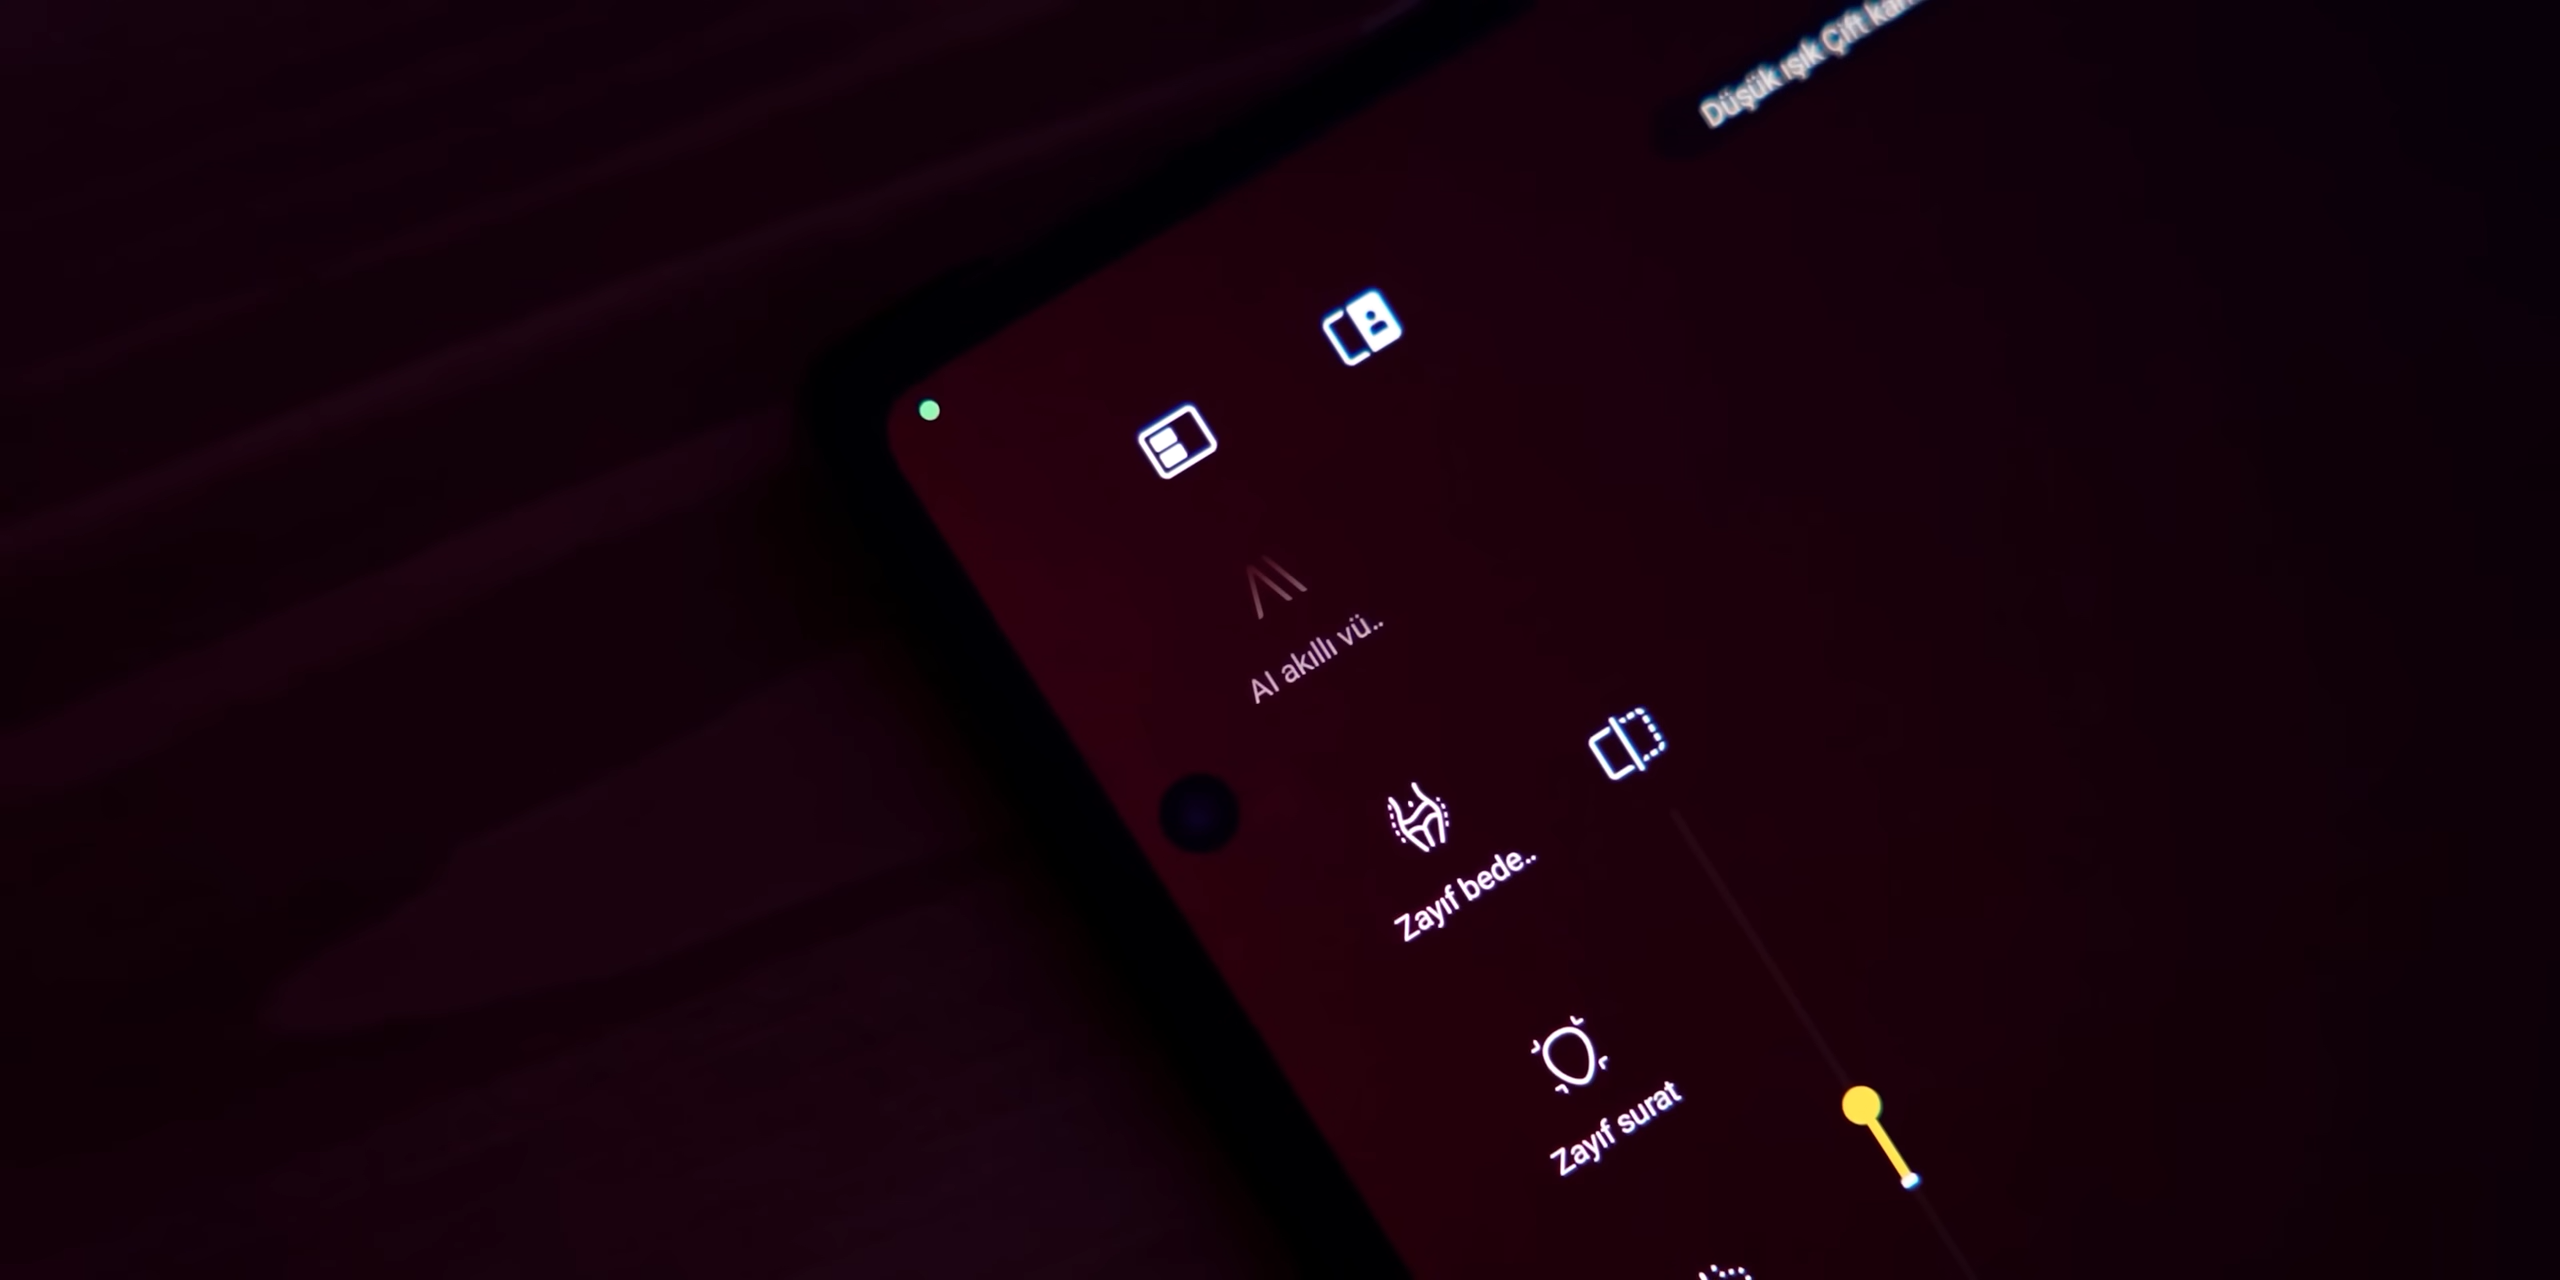 Düşük ışık Çift
AI akıllı vü..
Zayıf bede..
Zayıf surat